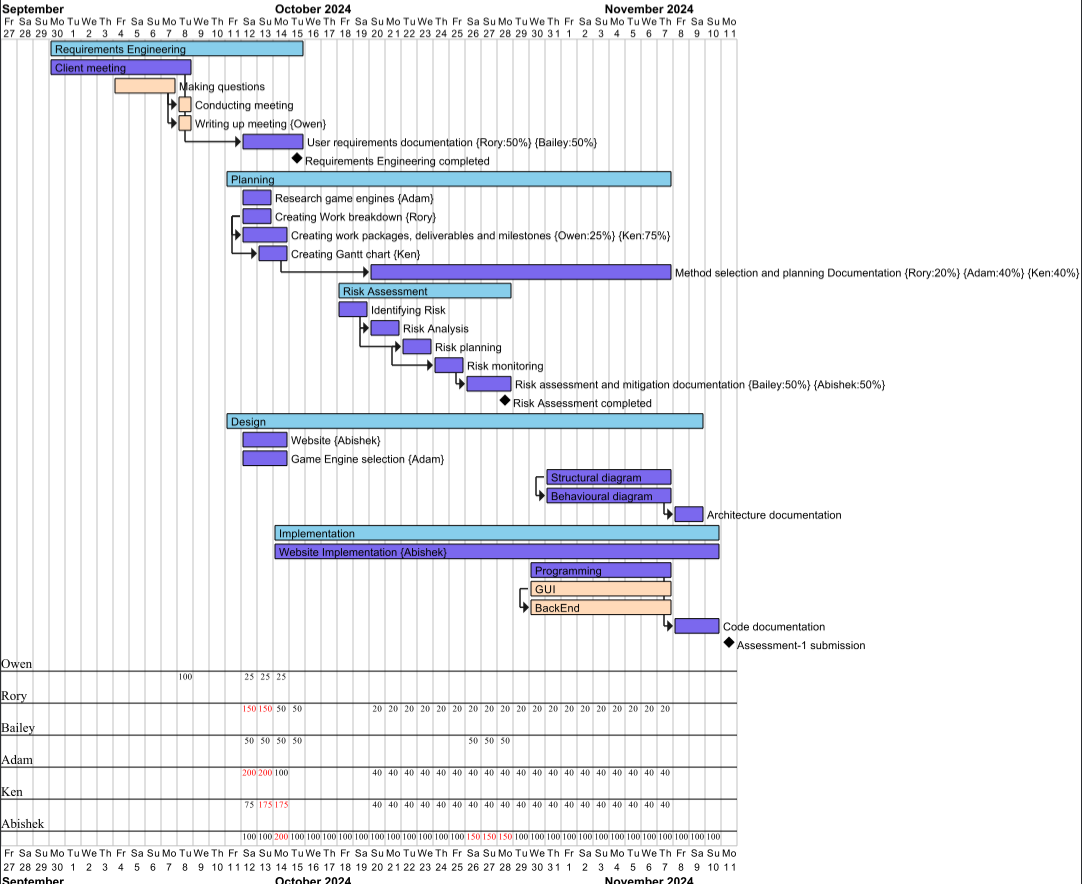 September October 2024 November 2024
Fr Sa Su Mo Tu We Th Fr Sa Su Mo Tu We Th Fr Sa Su Mo Tu We Th Fr Sa Su Mo Tu We Th Fr Sa Su Mo Tu We Th Fr Sa Su Mo Tu We Th Fr Sa Su Mo
27 28 29 30 1 2 3 4 5 6 7 8 9 10 11 12 13 14 15 16 17 18 19 20 21 22 23 24 25 26 27 28 29 30 31 1 2 3 4 5 6 7 8 9 10 11
Requirements Engineering
Client meeting
Making questions
Conducting meeting
Writing up meeting {Owen}
User requirements documentation {Rory:50%} {Bailey:50%}
Requirements Engineering completed
Planning
Research game engines {Adam}
Creating Work breakdown {Rory}
Creating work packages, deliverables and milestones {Owen:25%} {Ken:75%}
Creating Gantt chart {Ken}
Method selection and planning Documentation {Rory:20%} {Adam:40%} {Ken:40%}
Risk Assessment
Identifying Risk
Risk Analysis
Risk planning
Risk monitoring
Risk assessment and mitigation documentation {Bailey:50%} {Abishek:50%}
Risk Assessment completed
Design
Website {Abishek}
Game Engine selection {Adam}
Structural diagram
Behavioural diagram
Architecture documentation
Implementation
Website Implementation {Abishek}
Programming
GUI
BackEnd
Code documentation
Assessment-1 submission
Owen
100 25 25 25
Rory
150 150 50 50 20 20 20 20 20 20 20 20 20 20 20 20 20 20 20 20 20 20 20
Bailey
50 50 50 50 50 50 50
Adam
200 200 100 40 40 40 40 40 40 40 40 40 40 40 40 40 40 40 40 40 40 40
Ken
75 175 175 40 40 40 40 40 40 40 40 40 40 40 40 40 40 40 40 40 40 40
Abishek
100 100 200 100 100 100 100 100 100 100 100 100 100 100 150 150 150 100 100 100 100 100 100 100 100 100 100 100 100 100
Fr Sa Su Mo Tu We Th Fr Sa Su Mo Tu We Th Fr Sa Su Mo Tu We Th Fr Sa Su Mo Tu We Th Fr Sa Su Mo Tu We Th Fr Sa Su Mo Tu We Th Fr Sa Su Mo
27 28 29 30 1 2 3 4 5 6 7 8 9 10 11 12 13 14 15 16 17 18 19 20 21 22 23 24 25 26 27 28 29 30 31 1 2 3 4 5 6 7 8 9 10 11
September October 2024 November 2024